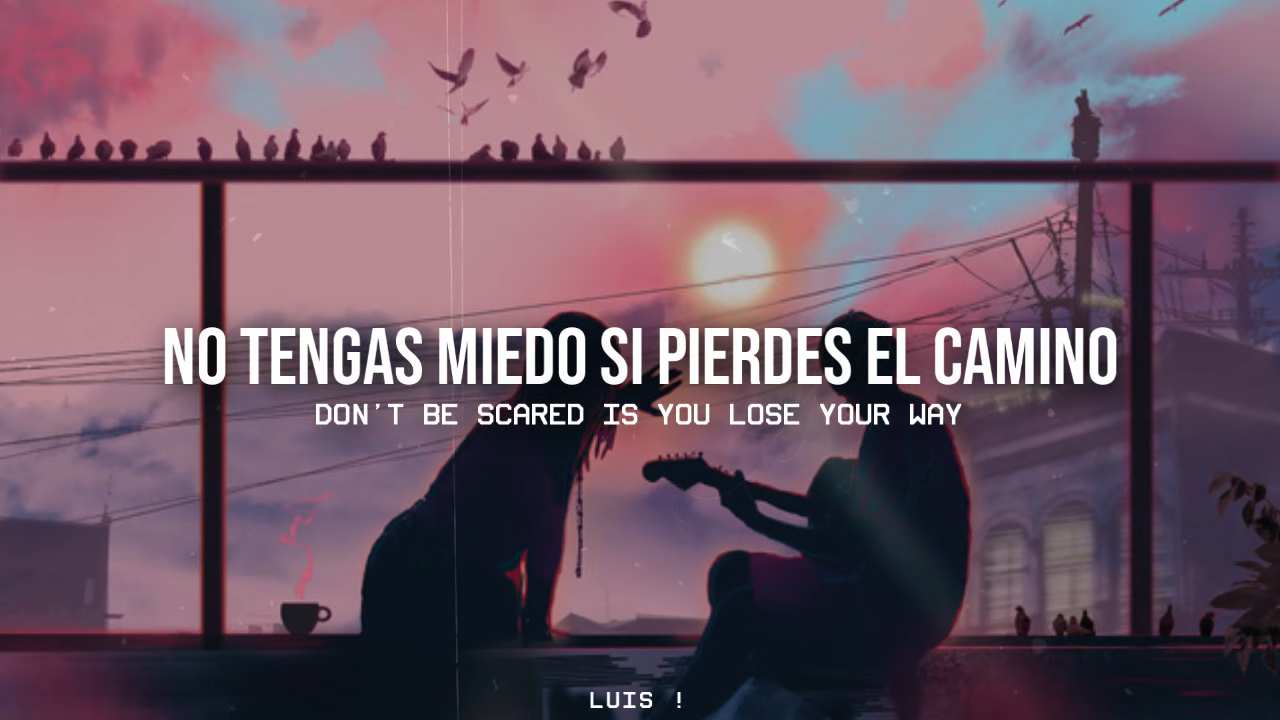 NO TENGAS MIEDO SI PIERDES EL CAMINO
DON'T BE SCARED IS YOU LOSE YOUR WAY
LUIS !